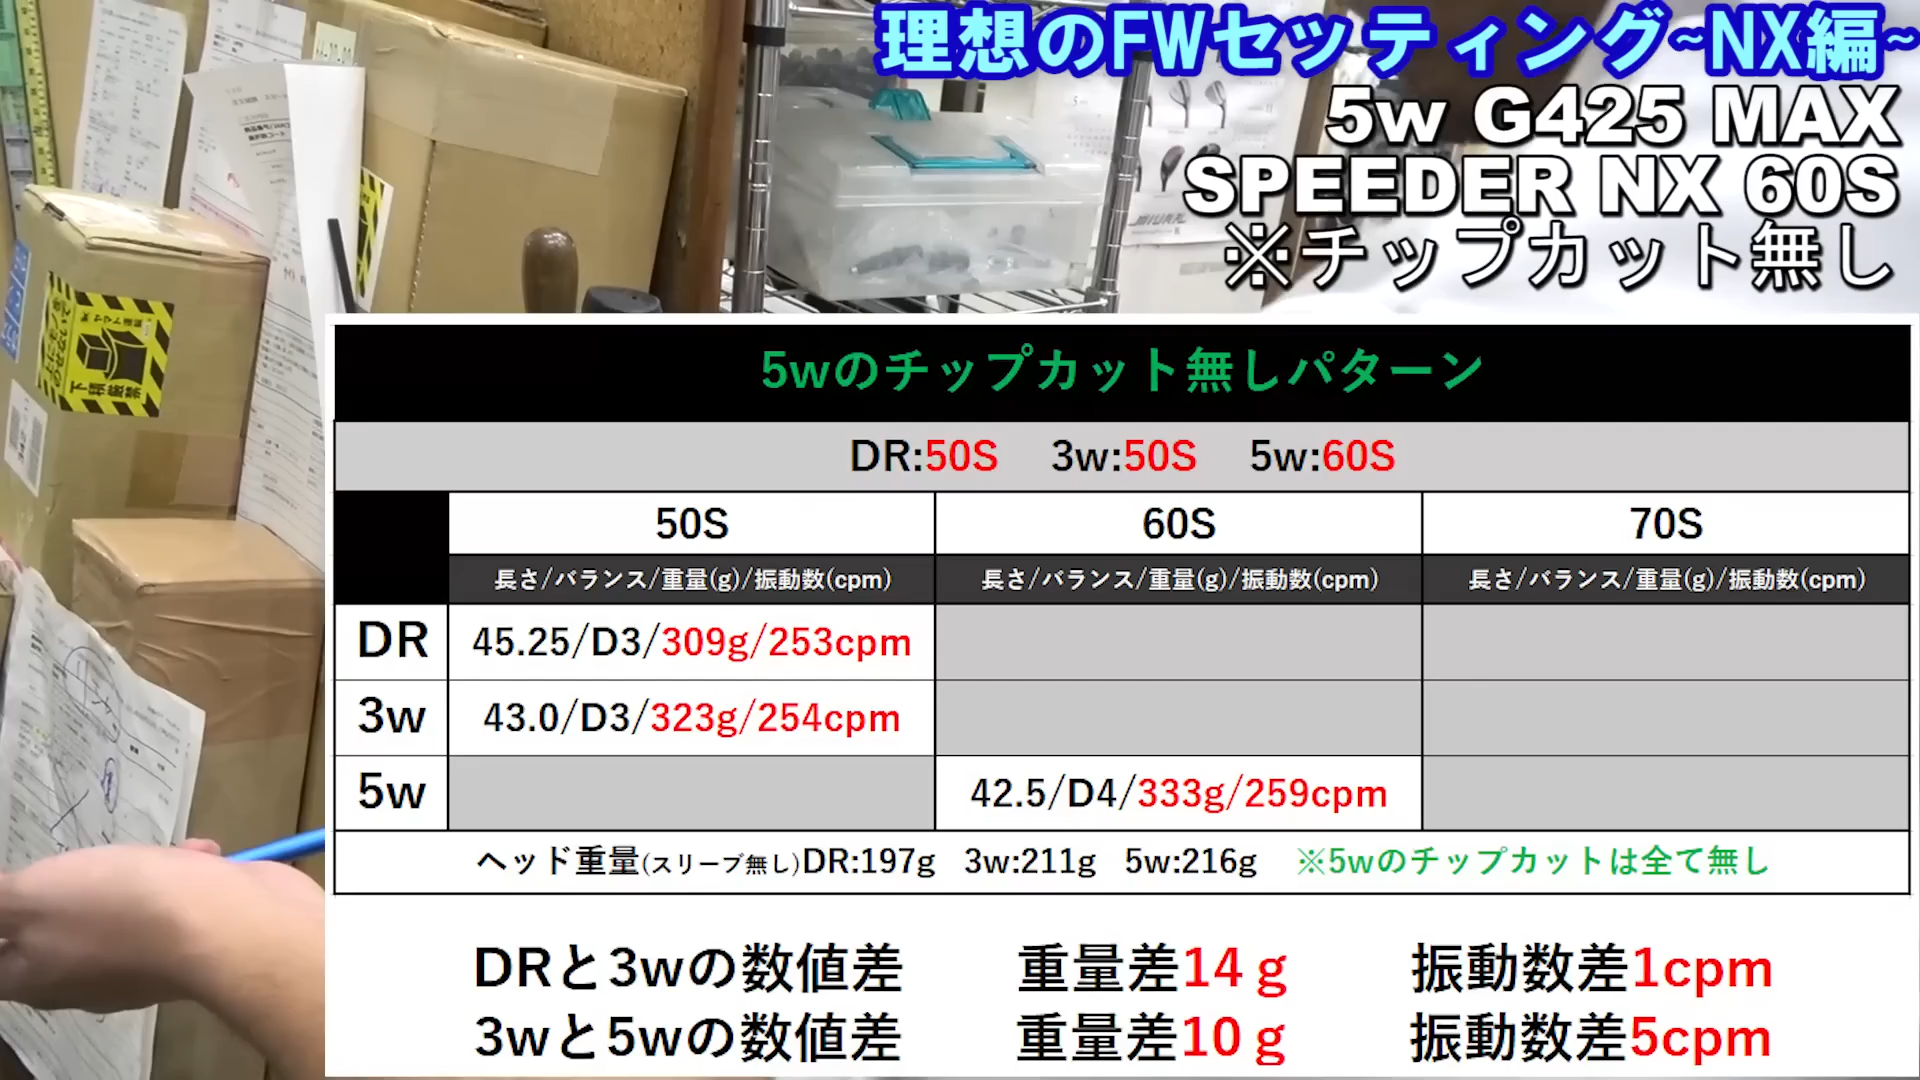 理想のFWセッティング~NX編~
5w G425 MAX
SPEEDER NX 60S
※チップカット無し
5wのチップカット無しパターン
DR:50S 3w:50S 5w:60S
50S 60S 70S
長さ/バランス/重量(g)/振動数(cpm) 長さ/バランス/重量(g)/振動数(cpm) 長さ/バランス/重量(g)/振動数(cpm)
DR 45.25/D3/309g/253cpm
3w 43.0/D3/323g/254cpm
5w 42.5/D4/333g/259cpm
ヘッド重量(スリーブ無し)DR:197g 3w:211g 5w:216g ※5wのチップカットは全て無し
DRと3wの数値差 重量差14g 振動数差1cpm
3wと5wの数値差 重量差10g 振動数差5cpm
下積厳禁